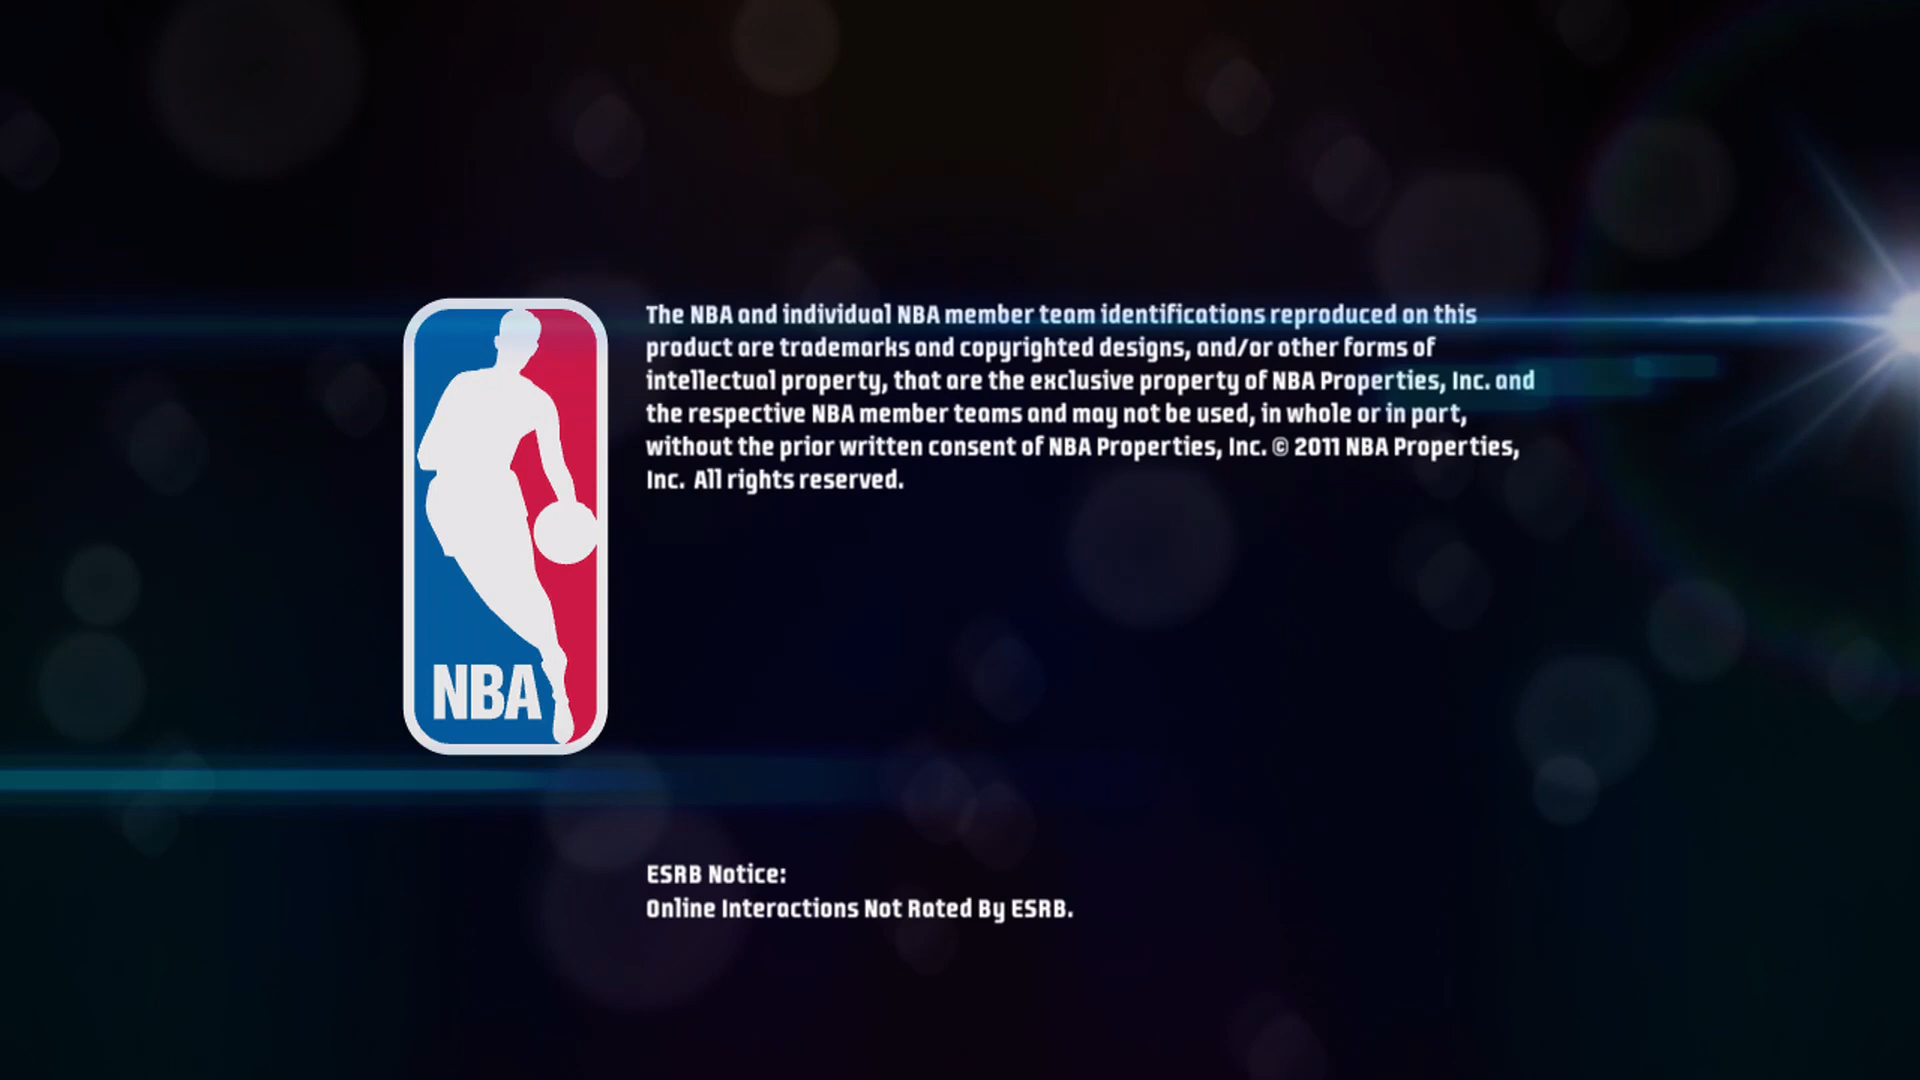 The NBA and individual NBA member team identifications reproduced on this
product are trademarks and copyrighted designs, and/or other forms of
intellectual property, that are the exclusive property of NBA Properties, Inc. and
the respective NBA member teams and may not be used, in whole or in part,
without the prior written consent of NBA Properties, Inc. © 2011 NBA Properties,
Inc. All rights reserved.
NBA
ESRB Notice:
Online Interactions Not Rated By ESRB.